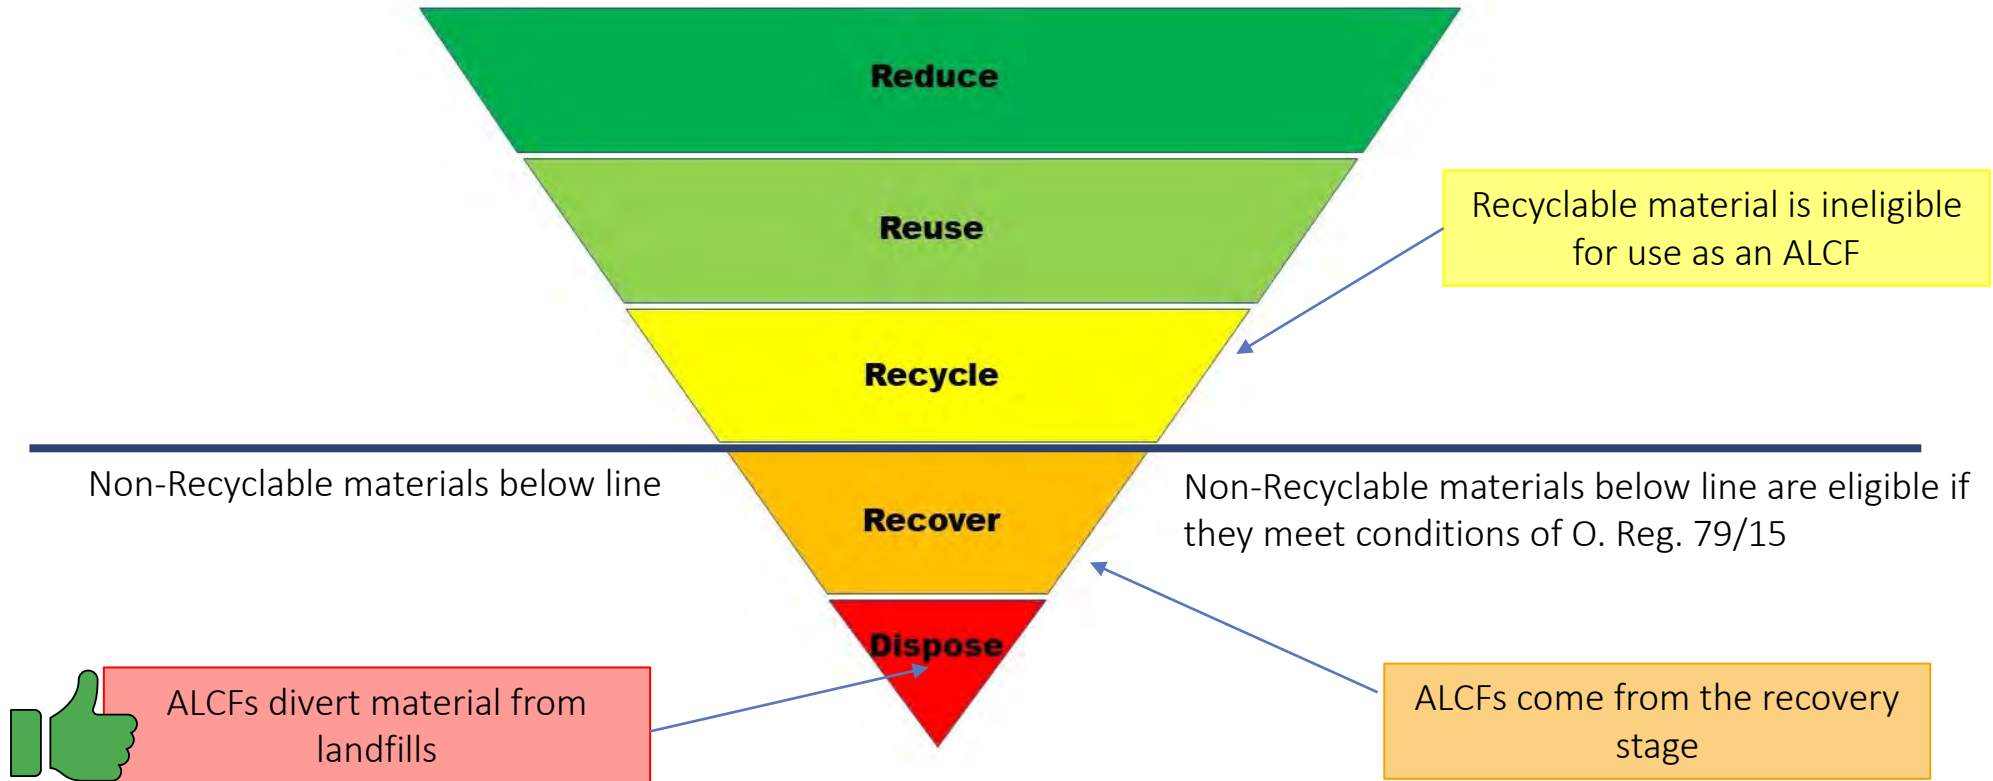 Reduce
Reuse
Recyclable material is ineligible
for use as an ALCF
Recycle
Non-Recyclable materials below line
Non-Recyclable materials below line are eligible if
they meet conditions of O. Reg. 79/15
Recover
Dispose
ALCFs divert material from
landfills
ALCFs come from the recovery
stage